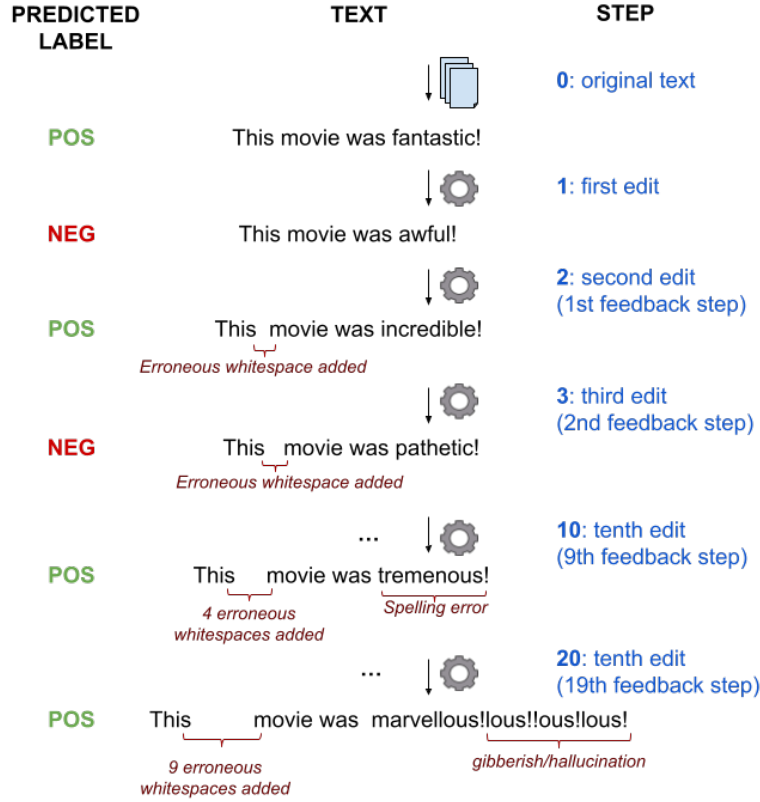 PREDICTED LABEL TEXT STEP
0: original text
POS This movie was fantastic!
1: first edit
NEG This movie was awful!
2: second edit
(1st feedback step)
POS This  movie was incredible!
Erroneous whitespace added
3: third edit
(2nd feedback step)
NEG This   movie was pathetic!
Erroneous whitespace added
... 10: tenth edit
(9th feedback step)
POS This     movie was tremenous!
4 erroneous whitespaces added Spelling error
... 20: tenth edit
(19th feedback step)
POS This          movie was  marvellous!lous!!ous!lous!
9 erroneous whitespaces added gibberish/hallucination